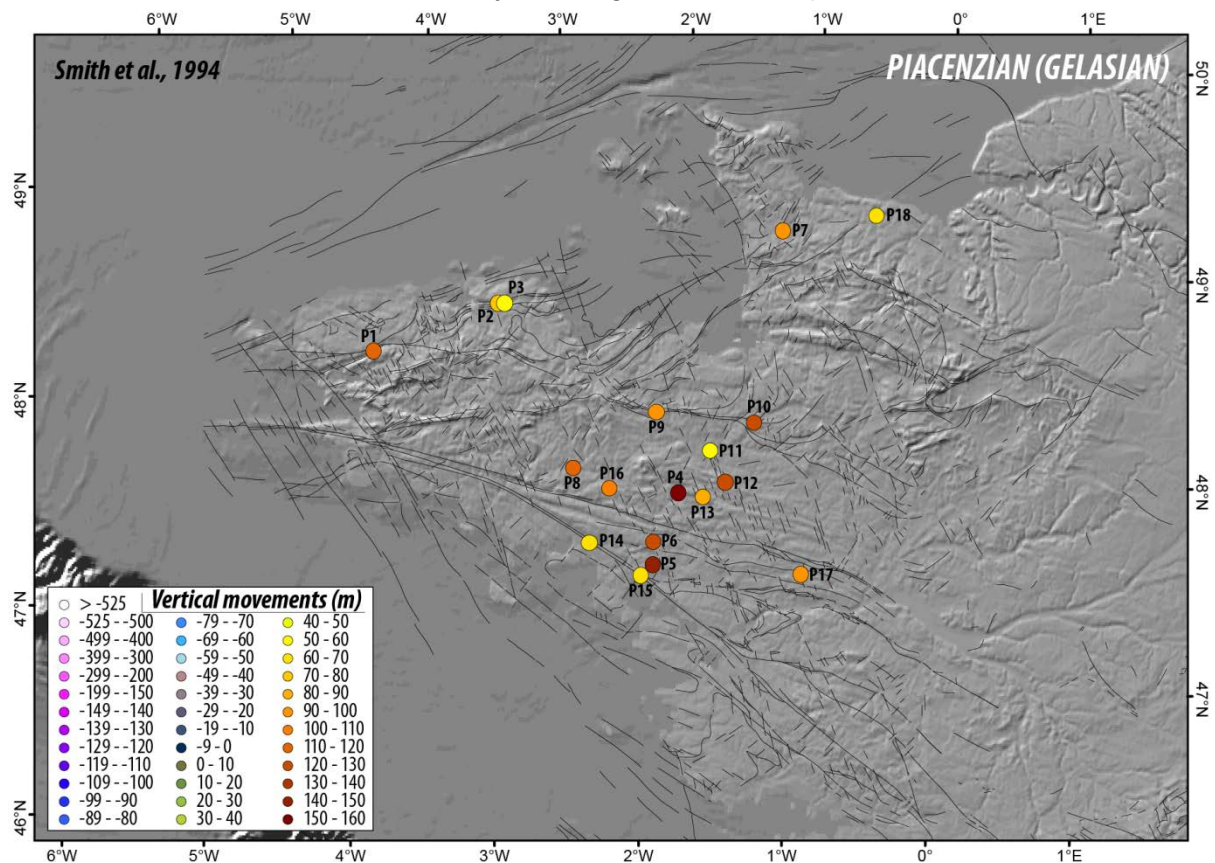 6°W 5°W 4°W 3°W 2°W 1°W 0° 1°E
Smith et al., 1994
PIACENZIAN (GELASIAN)
50°N
49°N
P7
P18
49°N
P3
P2
P1
48°N
P10
P9
P11
P16
P4
P12
P8
P13
48°N
P14
P6
P5
P17
P15
47°N
47°N
46°N
Vertical movements (m)
> -525
-525 - -500
-499 - -400
-399 - -300
-299 - -200
-199 - -150
-149 - -140
-139 - -130
-129 - -120
-119 - -110
-109 - -100
-99 - -90
-89 - -80
-79 - -70
-69 - -60
-59 - -50
-49 - -40
-39 - -30
-29 - -20
-19 - -10
-9 - 0
0 - 10
10 - 20
20 - 30
30 - 40
40 - 50
50 - 60
60 - 70
70 - 80
80 - 90
90 - 100
100 - 110
110 - 120
120 - 130
130 - 140
140 - 150
150 - 160
6°W 5°W 4°W 3°W 2°W 1°W 0° 1°E